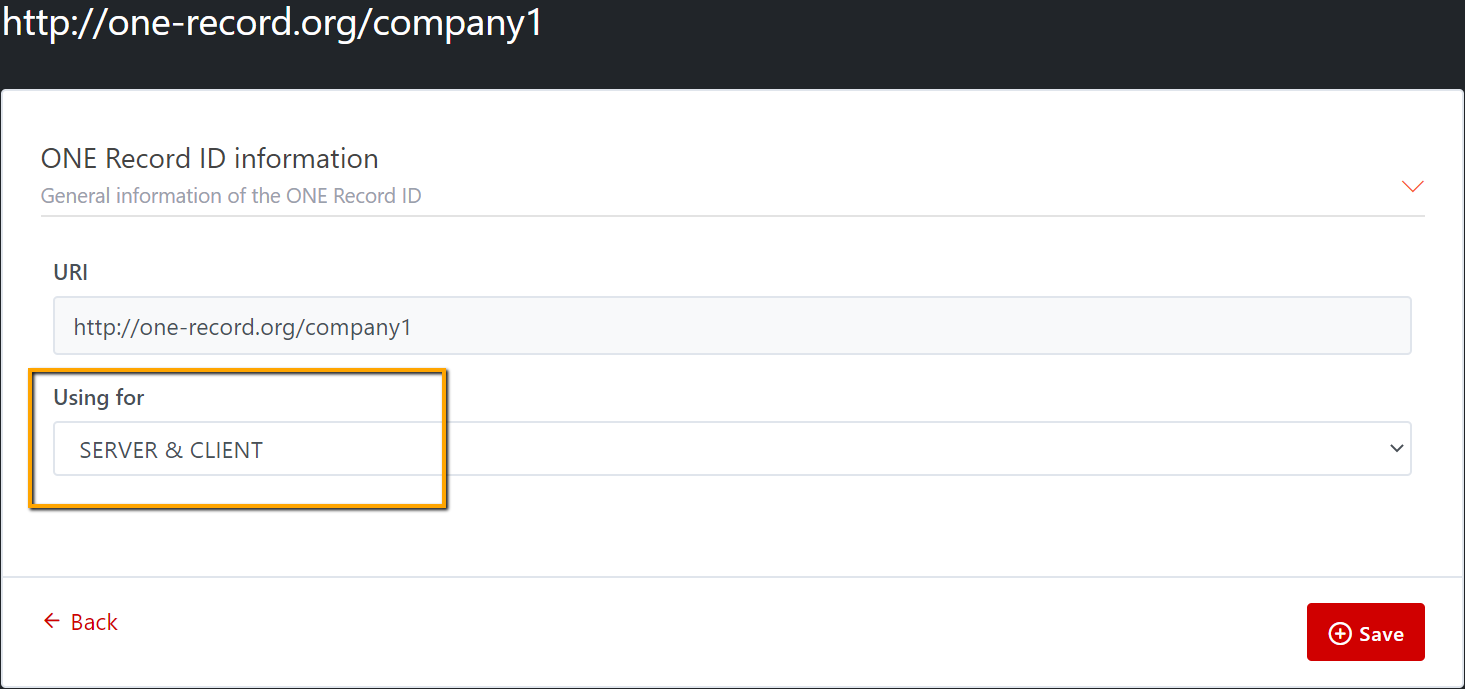 http://one-record.org/company1
ONE Record ID information
General information of the ONE Record ID
URI
http://one-record.org/company1
Using for
SERVER & CLIENT
Back
Save